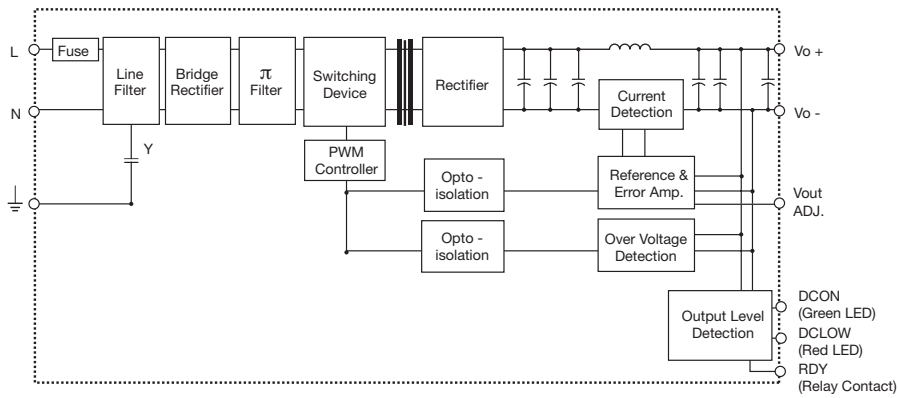 L
Fuse
Line
Filter
Bridge
Rectifier
π
Filter
Switching
Device
Rectifier
Vo +
Current
Detection
N
Vo -
Y
PWM
Controller
Opto -
isolation
Reference &
Error Amp.
Vout
ADJ.
Opto -
isolation
Over Voltage
Detection
Output Level
Detection
DCON
(Green LED)
DCLOW
(Red LED)
RDY
(Relay Contact)